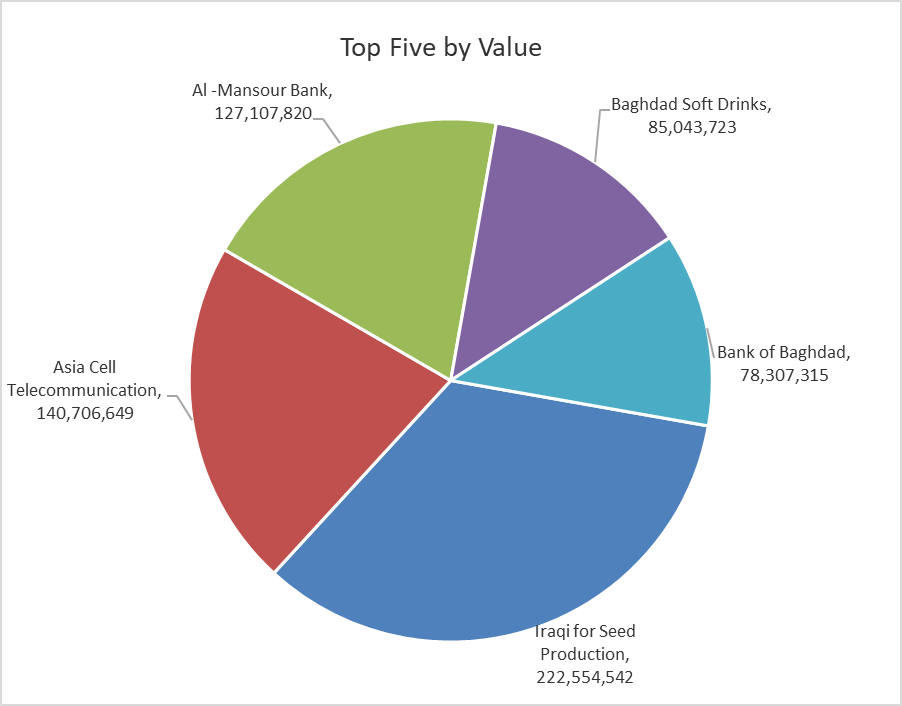 Top Five by Value
Al -Mansour Bank,
127,107,820
Baghdad Soft Drinks,
85,043,723
Bank of Baghdad,
78,307,315
Asia Cell
Telecommunication,
140,706,649
Iraqi for Seed
Production,
222,554,542